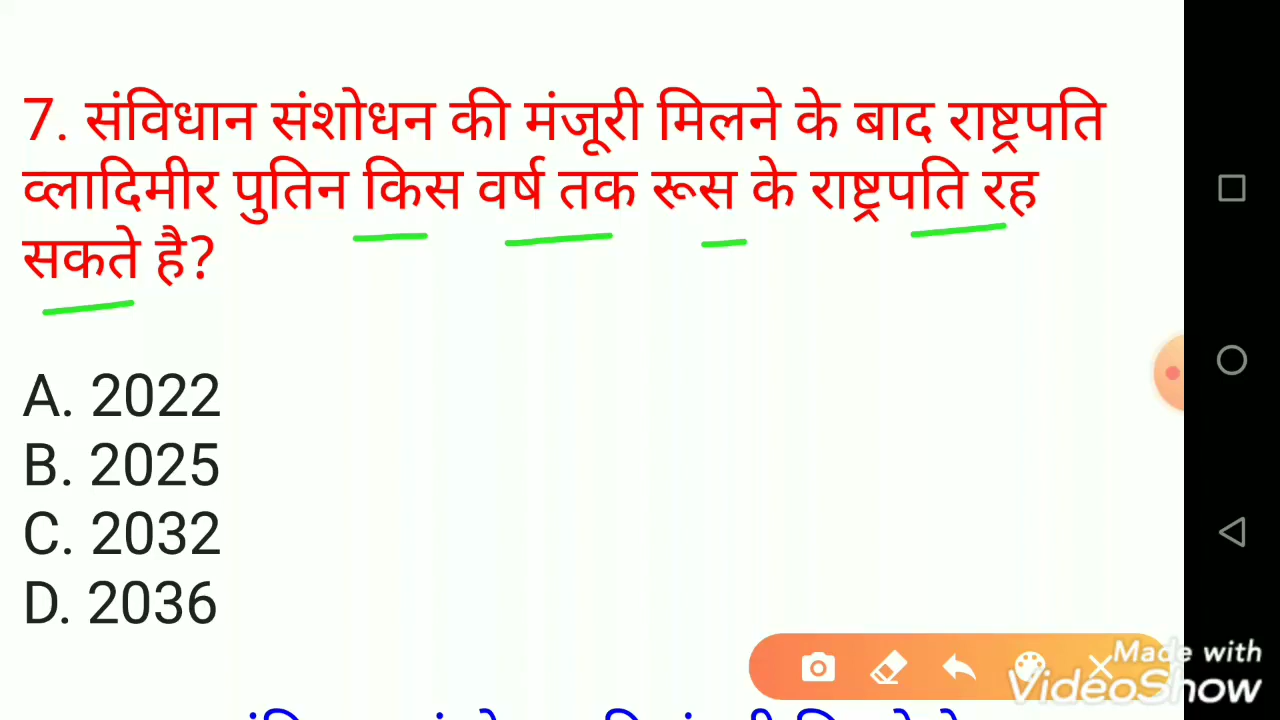 7. संविधान संशोधन की मंजूरी मिलने के बाद राष्ट्रपति
व्लादिमीर पुतिन किस वर्ष तक रूस के राष्ट्रपति रह
सकते है?
A. 2022
B. 2025
C. 2032
D. 2036
Made with
VideoShow